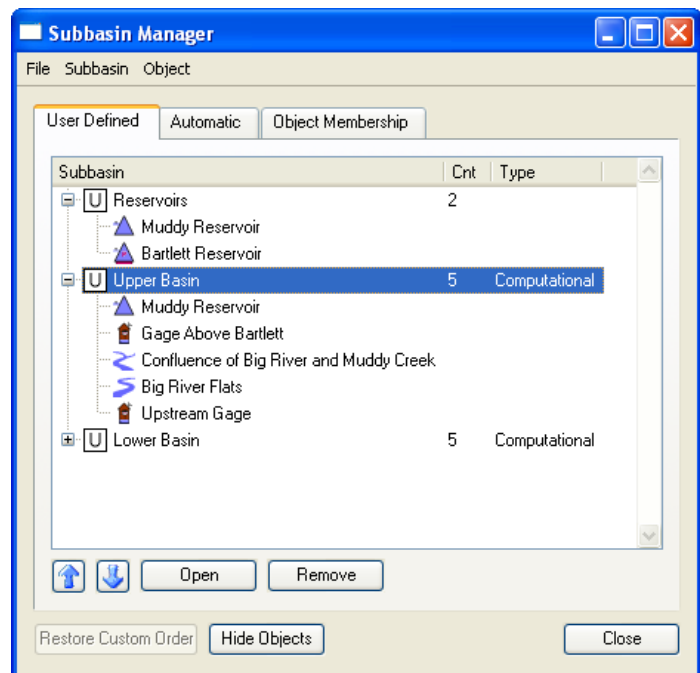 Subbasin Manager
File Subbasin Object
User Defined Automatic Object Membership
Subbasin Cnt Type
U Reservoirs 2
Muddy Reservoir
Bartlett Reservoir
U Upper Basin 5 Computational
Muddy Reservoir
Gage Above Bartlett
Confluence of Big River and Muddy Creek
Big River Flats
Upstream Gage
U Lower Basin 5 Computational
Open Remove
Restore Custom Order Hide Objects Close